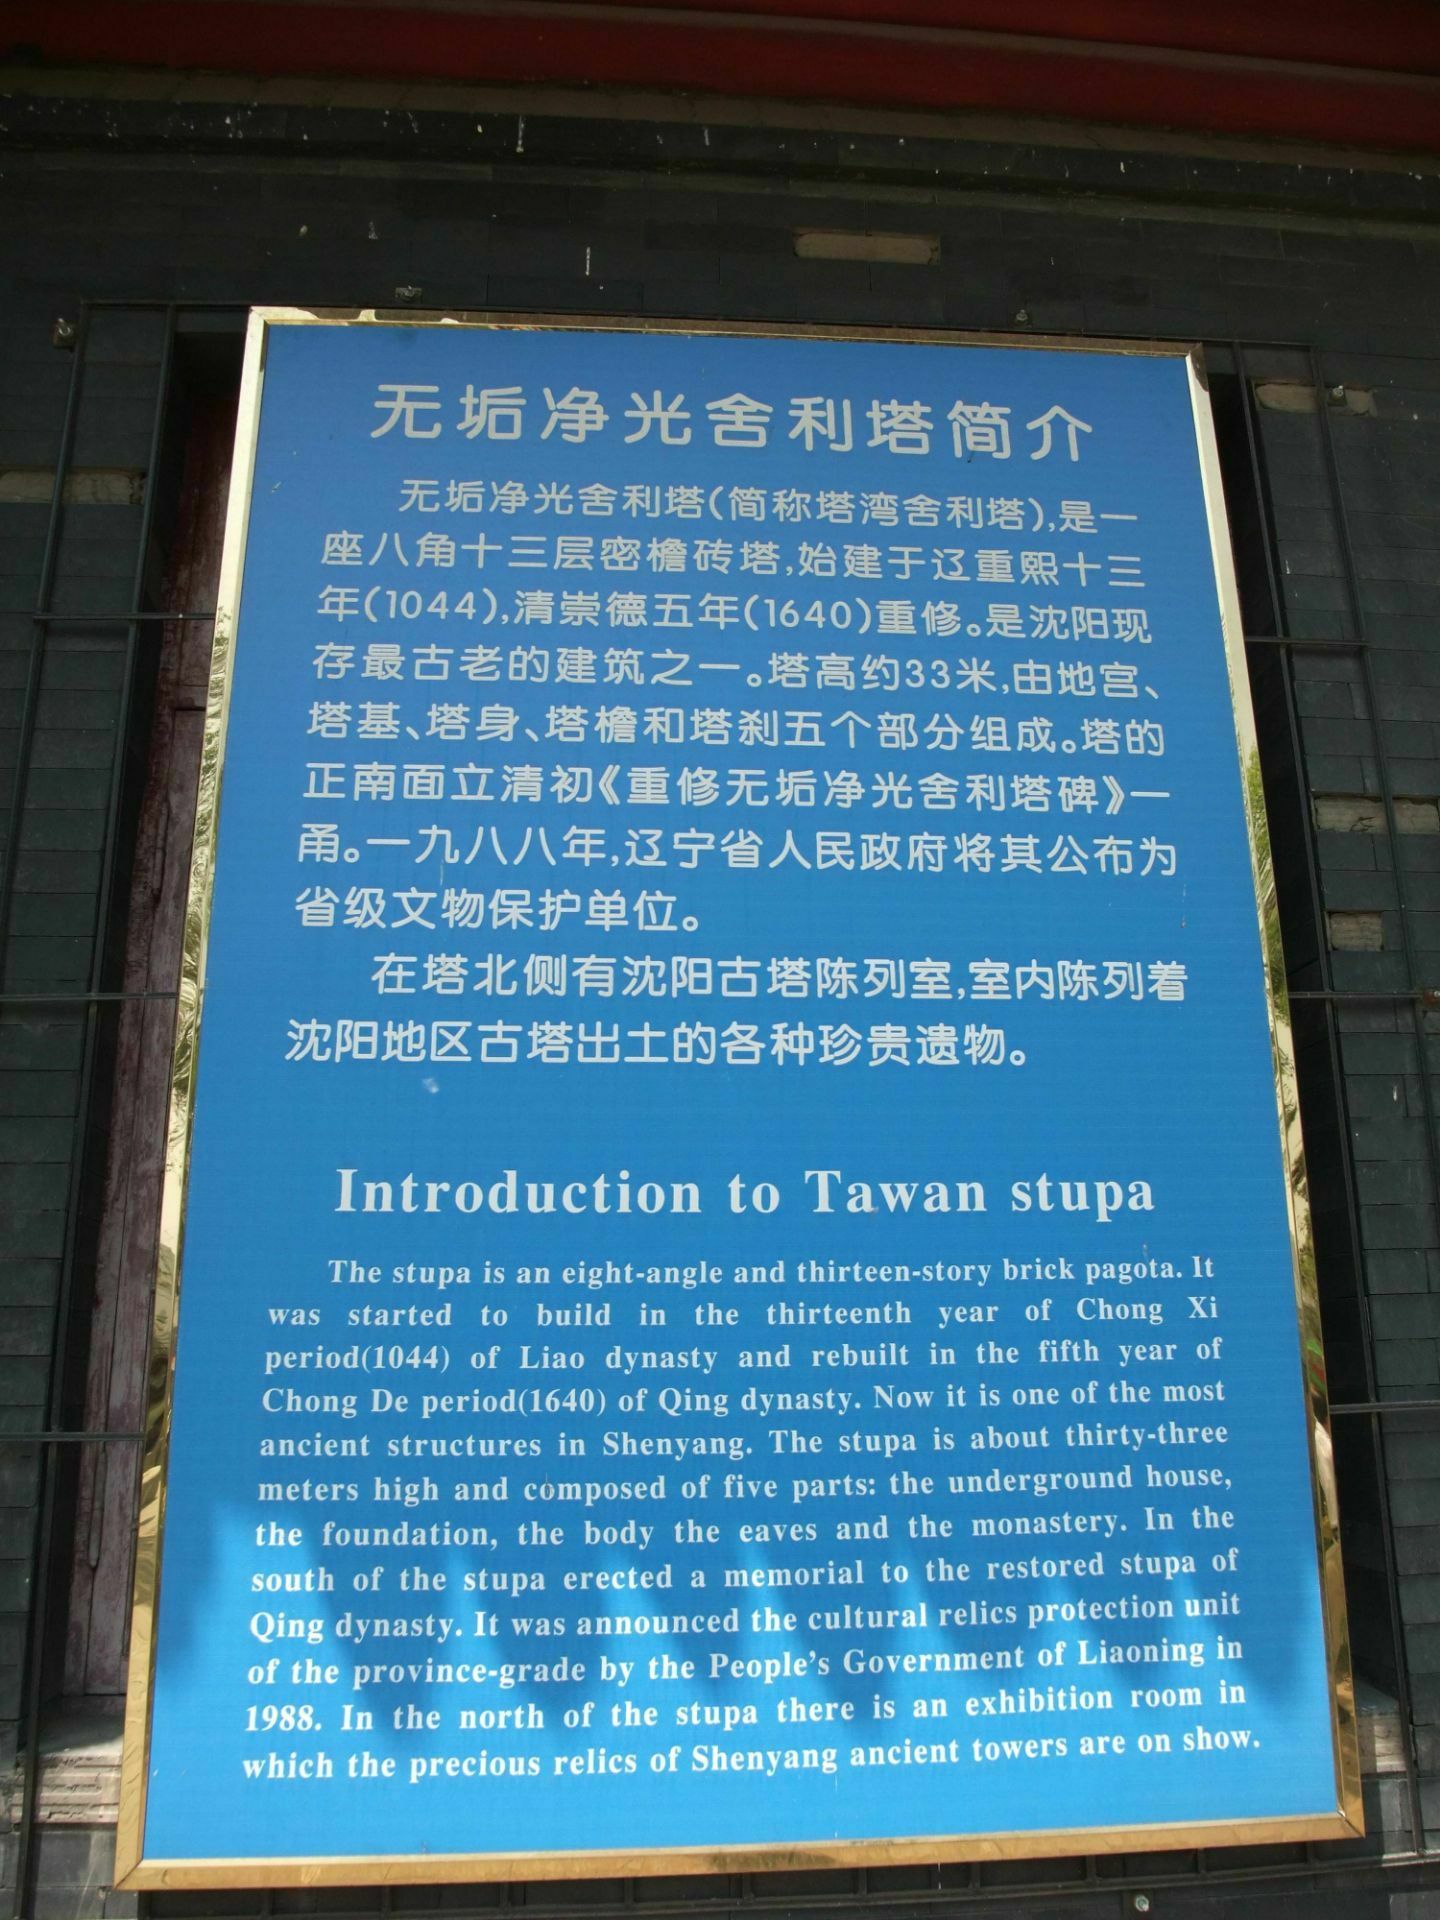 无垢净光舍利塔简介
无垢净光舍利塔(简称塔湾舍利塔),是一
座八角十三层密檐砖塔,始建于辽重熙十三
年(1044),清崇德五年(1640)重修。是沈阳现
存最古老的建筑之一。塔高约33米,由地宫、
塔基、塔身、塔檐和塔刹五个部分组成。塔的
正南面立清初《重修无垢净光舍利塔碑》一
甬。一九八八年,辽宁省人民政府将其公布为
省级文物保护单位。
在塔北侧有沈阳古塔陈列室,室内陈列着
沈阳地区古塔出土的各种珍贵遗物。
Introduction to Tawan stupa
The stupa is an eight-angle and thirteen-story brick pagota. It
was started to build in the thirteenth year of Chong Xi
period(1044) of Liao dynasty and rebuilt in the fifth year of
Chong De period(1640) of Qing dynasty. Now it is one of the most
ancient structures in Shenyang. The stupa is about thirty-three
meters high and composed of five parts: the underground house,
the foundation, the body the eaves and the monastery. In the
south of the stupa erected a memorial to the restored stupa of
Qing dynasty. It was announced the cultural relics protection unit
of the province-grade by the People's Government of Liaoning in
1988. In the north of the stupa there is an exhibition room in
which the precious relics of Shenyang ancient towers are on show.